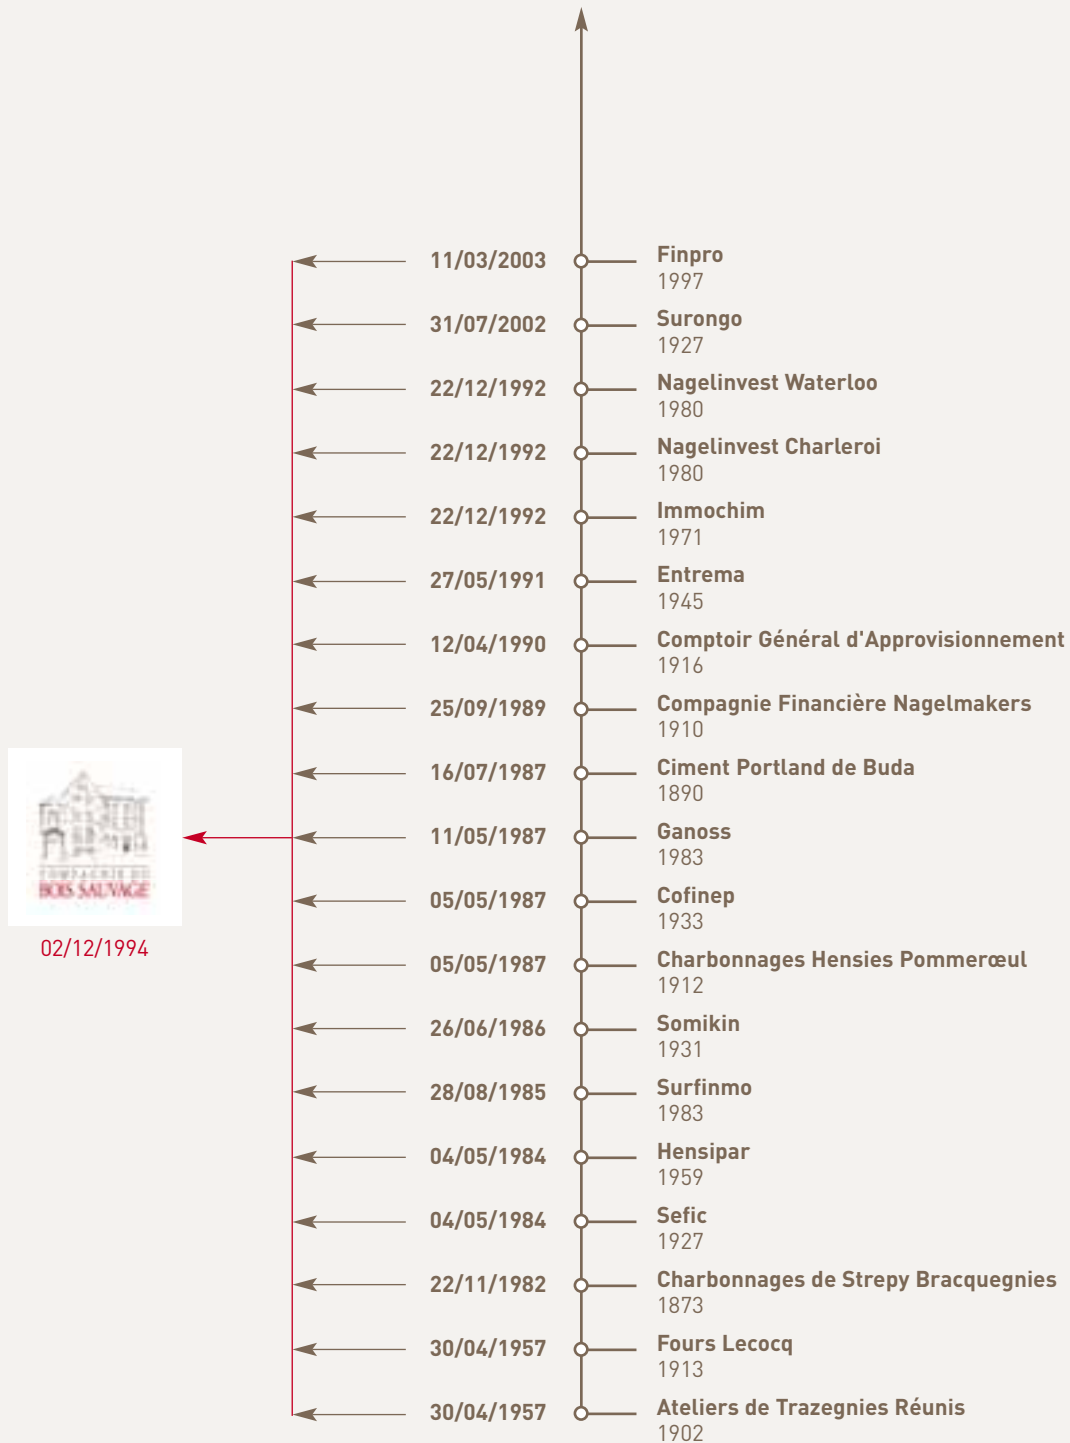 11/03/2003 Finpro
1997
31/07/2002 Surongo
1927
22/12/1992 Nagelinvest Waterloo
1980
22/12/1992 Nagelinvest Charleroi
1980
22/12/1992 Immochim
1971
27/05/1991 Entrema
1945
12/04/1990 Comptoir Général d'Approvisionnement
1916
25/09/1989 Compagnie Financière Nagelmakers
1910
16/07/1987 Ciment Portland de Buda
1890
11/05/1987 Ganoss
1983
05/05/1987 Cofinep
1933
05/05/1987 Charbonnages Hensies Pommerœul
1912
26/06/1986 Somikin
1931
28/08/1985 Surfinmo
1983
04/05/1984 Hensipar
1959
04/05/1984 Sefic
1927
22/11/1982 Charbonnages de Strepy Bracquegnies
1873
30/04/1957 Fours Lecocq
1913
30/04/1957 Ateliers de Trazegnies Réunis
1902
COMPAGNIE DU
BOIS SAUVAGE
02/12/1994